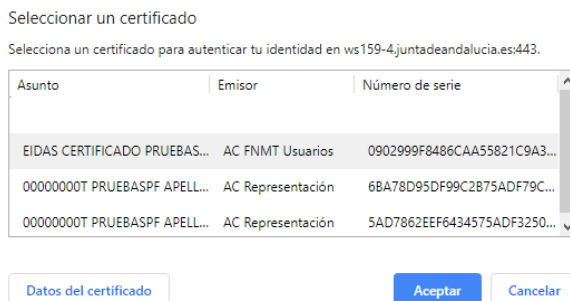 Seleccionar un certificado
Selecciona un certificado para autenticar tu identidad en ws159-4.juntadeandalucia.es:443.
Asunto Emisor Número de serie
EIDAS CERTIFICADO PRUEBAS... AC FNMT Usuarios 0902999F8486CAA55821C9A3...
00000000T PRUEBASPF APELL... AC Representación 6BA78D95DF99C2B75ADF79C...
00000000T PRUEBASPF APELL... AC Representación 5AD7862EEF6434575ADF3250...
Datos del certificado Aceptar Cancelar